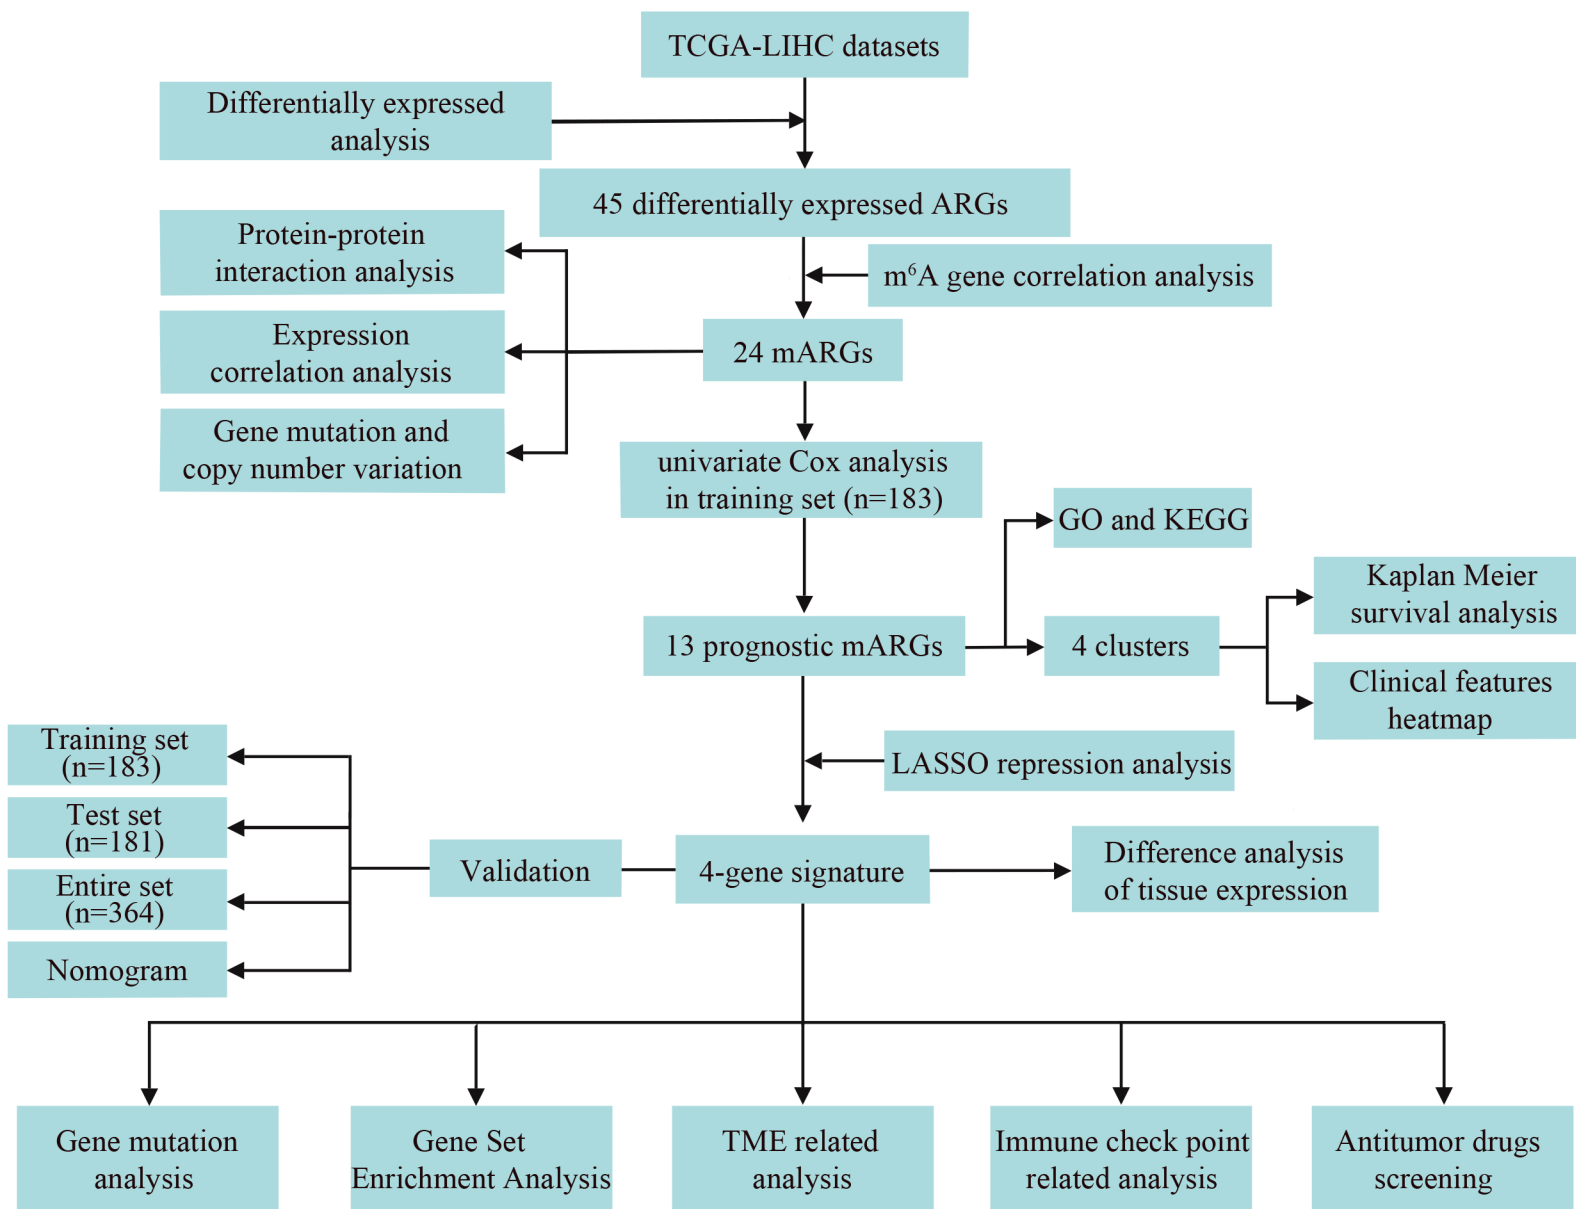 TCGA-LIHC datasets
Differentially expressed
analysis
45 differentially expressed ARGs
Protein-protein
interaction analysis
m⁶A gene correlation analysis
Expression
correlation analysis
24 mARGs
Gene mutation and
copy number variation
univariate Cox analysis
in training set (n=183)
GO and KEGG
Kaplan Meier
survival analysis
13 prognostic mARGs
4 clusters
Clinical features
heatmap
Training set
(n=183)
LASSO repression analysis
Test set
(n=181)
Validation
4-gene signature
Difference analysis
of tissue expression
Entire set
(n=364)
Nomogram
Gene mutation
analysis
Gene Set
Enrichment Analysis
TME related
analysis
Immune check point
related analysis
Antitumor drugs
screening